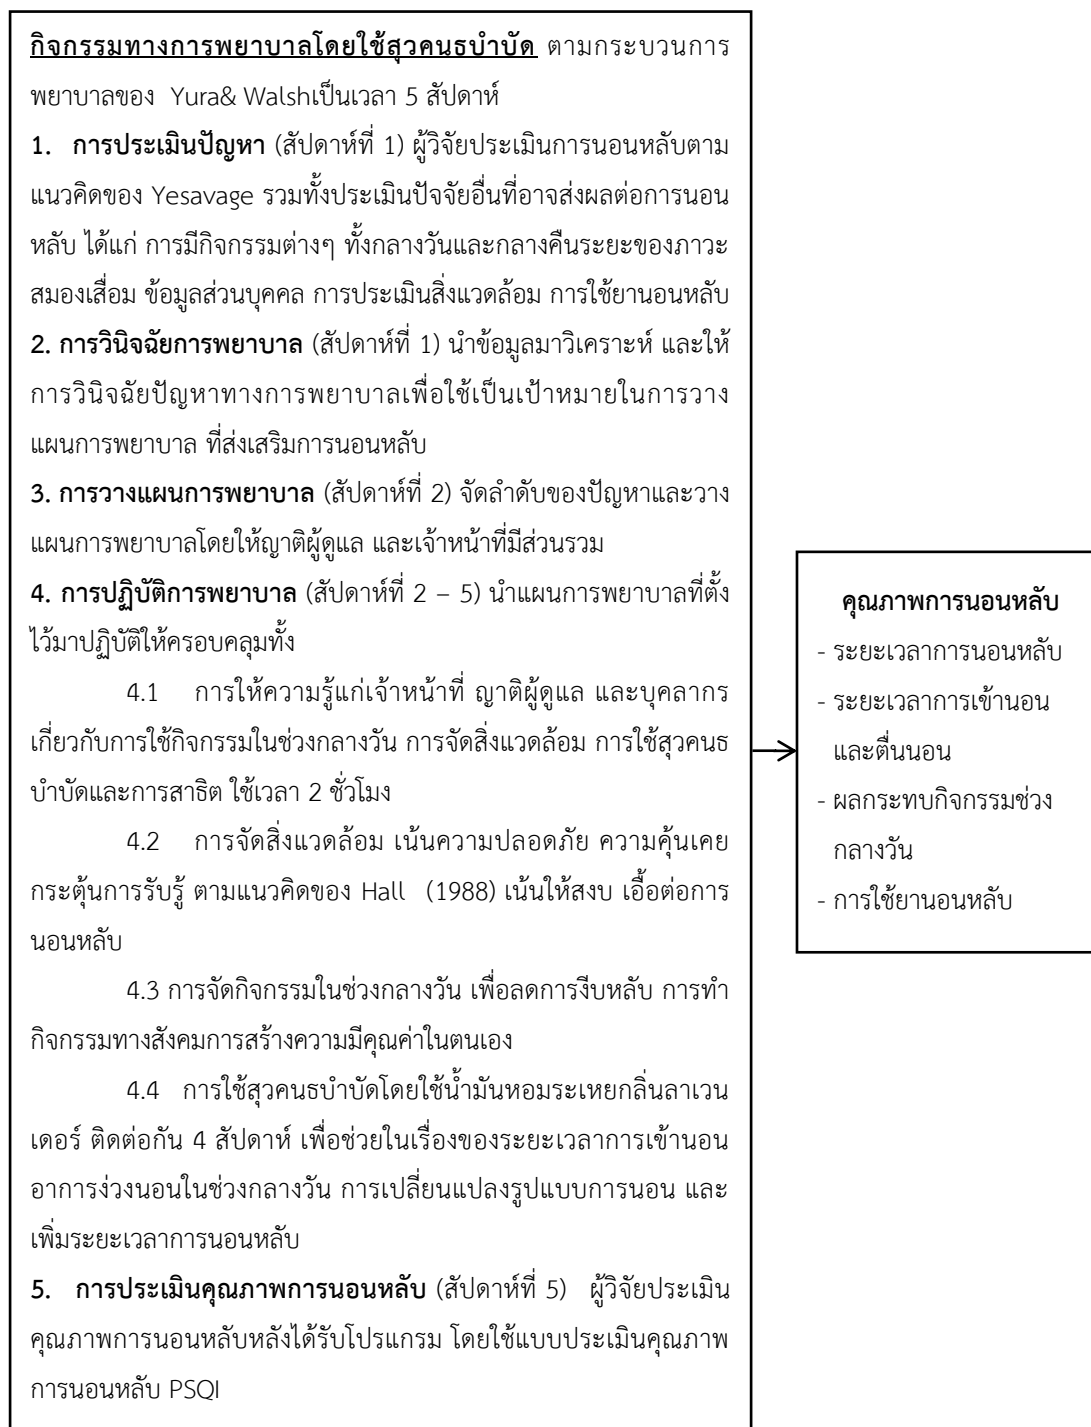 กิจกรรมทางการพยาบาลโดยใช้สุวคนธบำบัด ตามกระบวนการ
พยาบาลของ Yura& Walshเป็นเวลา 5 สัปดาห์
1. การประเมินปัญหา (สัปดาห์ที่ 1) ผู้วิจัยประเมินการนอนหลับตาม
แนวคิดของ Yesavage รวมทั้งประเมินปัจจัยอื่นที่อาจส่งผลต่อการนอน
หลับ ได้แก่ การมีกิจกรรมต่างๆ ทั้งกลางวันและกลางคืนระยะของภาวะ
สมองเสื่อม ข้อมูลส่วนบุคคล การประเมินสิ่งแวดล้อม การใช้ยานอนหลับ
2. การวินิจฉัยการพยาบาล (สัปดาห์ที่ 1) นำข้อมูลมาวิเคราะห์ และให้
การวินิจฉัยปัญหาทางการพยาบาลเพื่อใช้เป็นเป้าหมายในการวาง
แผนการพยาบาล ที่ส่งเสริมการนอนหลับ
3. การวางแผนการพยาบาล (สัปดาห์ที่ 2) จัดลำดับของปัญหาและวาง
แผนการพยาบาลโดยให้ญาติผู้ดูแล และเจ้าหน้าที่มีส่วนรวม
4. การปฏิบัติการพยาบาล (สัปดาห์ที่ 2 – 5) นำแผนการพยาบาลที่ตั้ง
ไว้มาปฏิบัติให้ครอบคลุมทั้ง
4.1 การให้ความรู้แก่เจ้าหน้าที่ ญาติผู้ดูแล และบุคลากร
เกี่ยวกับการใช้กิจกรรมในช่วงกลางวัน การจัดสิ่งแวดล้อม การใช้สุวคนธ
บำบัดและการสาธิต ใช้เวลา 2 ชั่วโมง
4.2 การจัดสิ่งแวดล้อม เน้นความปลอดภัย ความคุ้นเคย
กระตุ้นการรับรู้ ตามแนวคิดของ Hall (1988) เน้นให้สงบ เอื้อต่อการ
นอนหลับ
4.3 การจัดกิจกรรมในช่วงกลางวัน เพื่อลดการงีบหลับ การทำ
กิจกรรมทางสังคมการสร้างความมีคุณค่าในตนเอง
4.4 การใช้สุวคนธบำบัดโดยใช้น้ำมันหอมระเหยกลิ่นลาเวน
เดอร์ ติดต่อกัน 4 สัปดาห์ เพื่อช่วยในเรื่องของระยะเวลาการเข้านอน
อาการง่วงนอนในช่วงกลางวัน การเปลี่ยนแปลงรูปแบบการนอน และ
เพิ่มระยะเวลาการนอนหลับ
5. การประเมินคุณภาพการนอนหลับ (สัปดาห์ที่ 5) ผู้วิจัยประเมิน
คุณภาพการนอนหลับหลังได้รับโปรแกรม โดยใช้แบบประเมินคุณภาพ
การนอนหลับ PSQI
คุณภาพการนอนหลับ
- ระยะเวลาการนอนหลับ
- ระยะเวลาการเข้านอน
และตื่นนอน
- ผลกระทบกิจกรรมช่วง
กลางวัน
- การใช้ยานอนหลับ